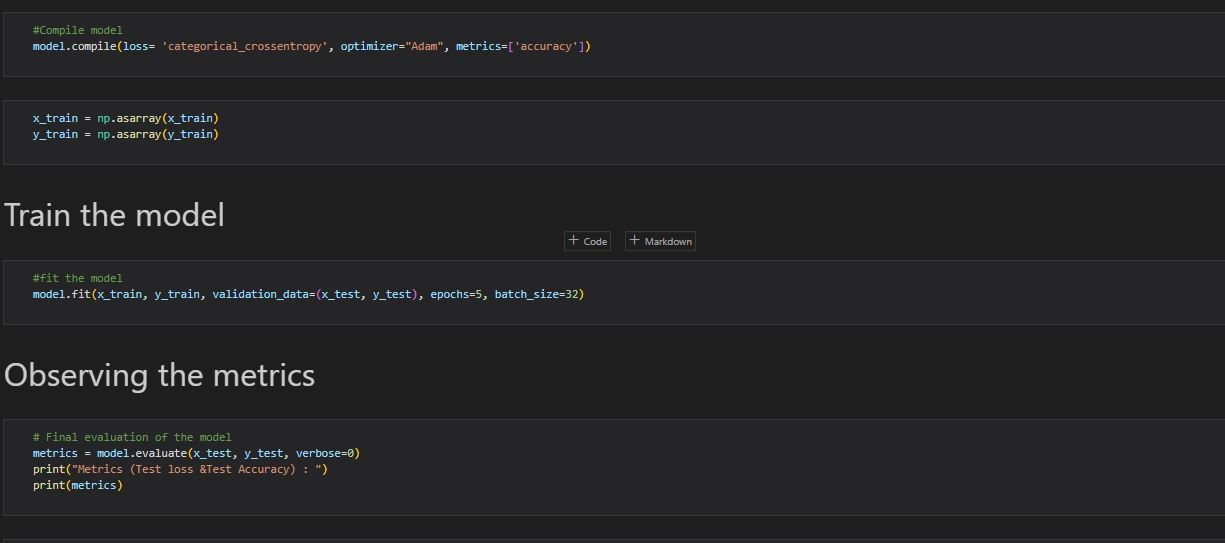 #Compile model
model.compile(loss= 'categorical_crossentropy', optimizer="Adam", metrics=['accuracy'])
x_train = np.asarray(x_train)
y_train = np.asarray(y_train)
Train the model
+ Code + Markdown
#fit the model
model.fit(x_train, y_train, validation_data=(x_test, y_test), epochs=5, batch_size=32)
Observing the metrics
# Final evaluation of the model
metrics = model.evaluate(x_test, y_test, verbose=0)
print("Metrics (Test loss &Test Accuracy) : ")
print(metrics)